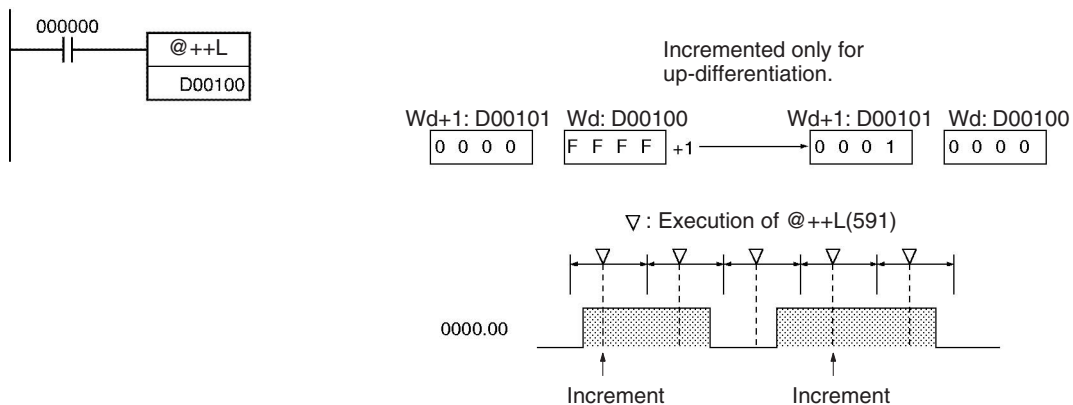 000000
@++L
D00100
Incremented only for
up-differentiation.
Wd+1: D00101 Wd: D00100 Wd+1: D00101 Wd: D00100
0 0 0 0 F F F F +1 0 0 0 1 0 0 0 0
▽ : Execution of @++L(591)
0000.00
Increment Increment